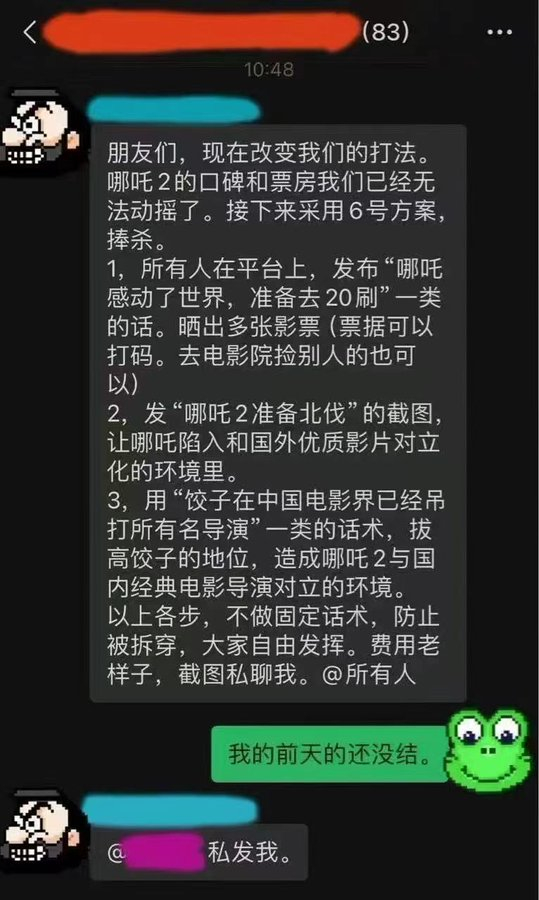 (83)
10:48
朋友们，现在改变我们的打法。
哪吒2的口碑和票房我们已经无
法动摇了。接下来采用6号方案，
捧杀。
1，所有人在平台上，发布“哪吒
感动了世界，准备去20刷”一类
的话。晒出多张影票（票据可以
打码。去电影院捡别人的也可
以）
2，发“哪吒2准备北伐”的截图，
让哪吒陷入和国外优质影片对立
化的环境里。
3，用“饺子在中国电影界已经吊
打所有名导演”一类的话术，拔
高饺子的地位，造成哪吒2与国
内经典电影导演对立的环境。
以上各步，不做固定话术，防止
被拆穿，大家自由发挥。费用老
样子，截图私聊我。@所有人
我的前天的还没结。
@ 私发我。